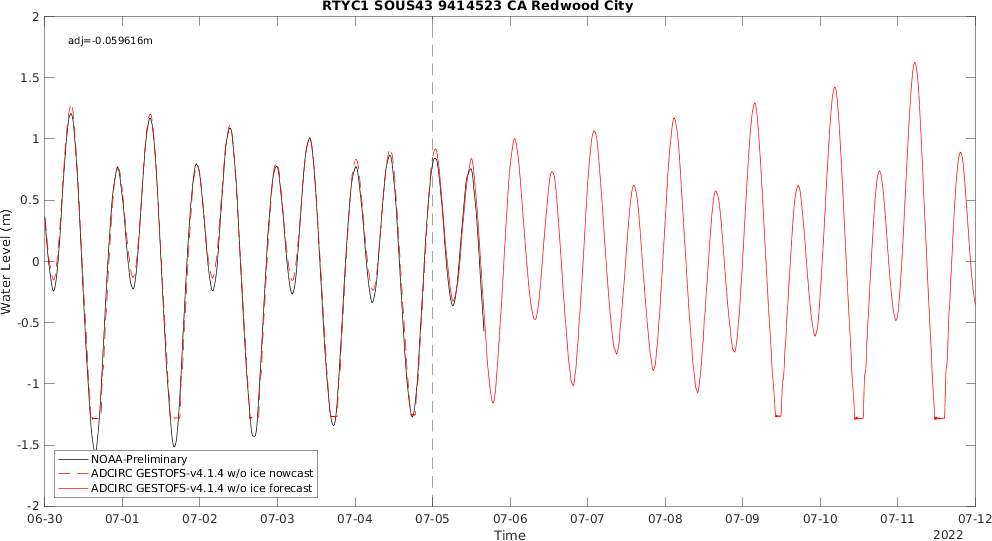 RTYC1 SOUS43 9414523 CA Redwood City
adj=-0.059616m
2
1.5
1
0.5
0
-0.5
-1
-1.5
-2
Water Level (m)
NOAA-Preliminary
ADCIRC GESTOFS-v4.1.4 w/o ice nowcast
ADCIRC GESTOFS-v4.1.4 w/o ice forecast
06-30 07-01 07-02 07-03 07-04 07-05 07-06 07-07 07-08 07-09 07-10 07-11 07-12
Time
2022